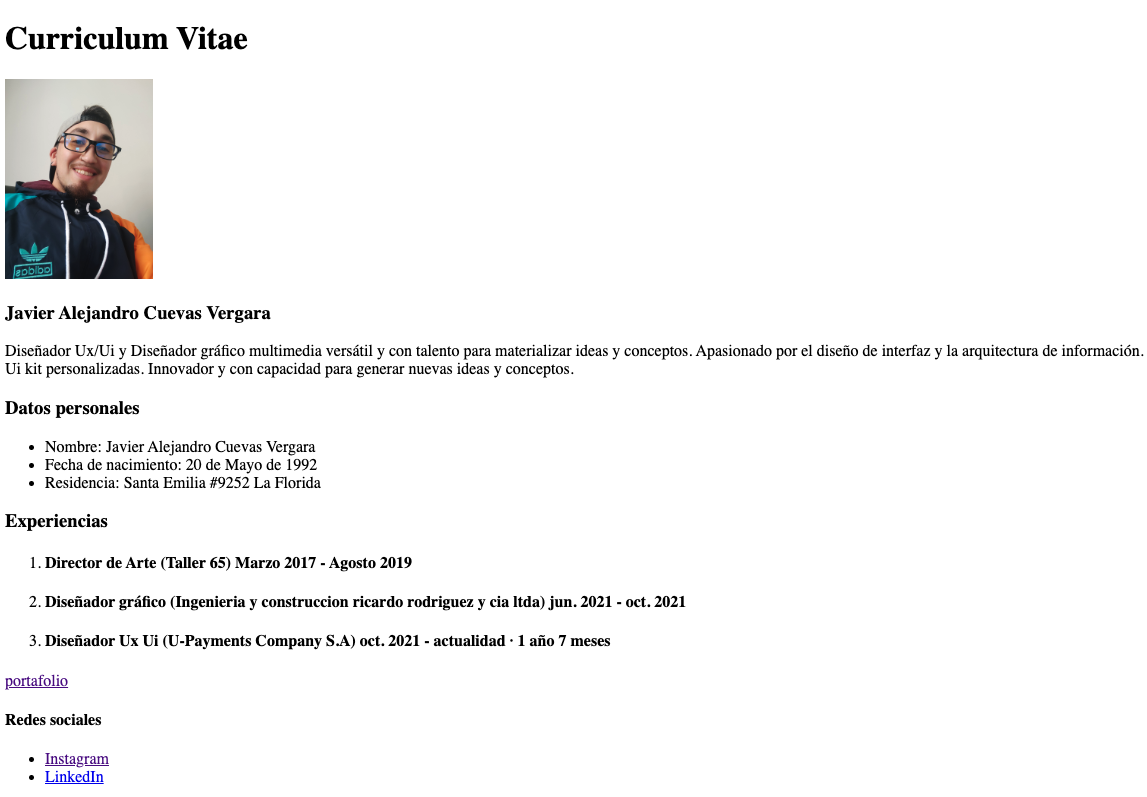 Curriculum Vitae
adidas
Javier Alejandro Cuevas Vergara
Diseñador Ux/Ui y Diseñador gráfico multimedia versátil y con talento para materializar ideas y conceptos. Apasionado por el diseño de interfaz y la arquitectura de información.
Ui kit personalizadas. Innovador y con capacidad para generar nuevas ideas y conceptos.
Datos personales
• Nombre: Javier Alejandro Cuevas Vergara
• Fecha de nacimiento: 20 de Mayo de 1992
• Residencia: Santa Emilia #9252 La Florida
Experiencias
1. Director de Arte (Taller 65) Marzo 2017 - Agosto 2019
2. Diseñador gráfico (Ingenieria y construccion ricardo rodriguez y cia ltda) jun. 2021 - oct. 2021
3. Diseñador Ux Ui (U-Payments Company S.A) oct. 2021 - actualidad · 1 año 7 meses
portafolio
Redes sociales
• Instagram
• LinkedIn